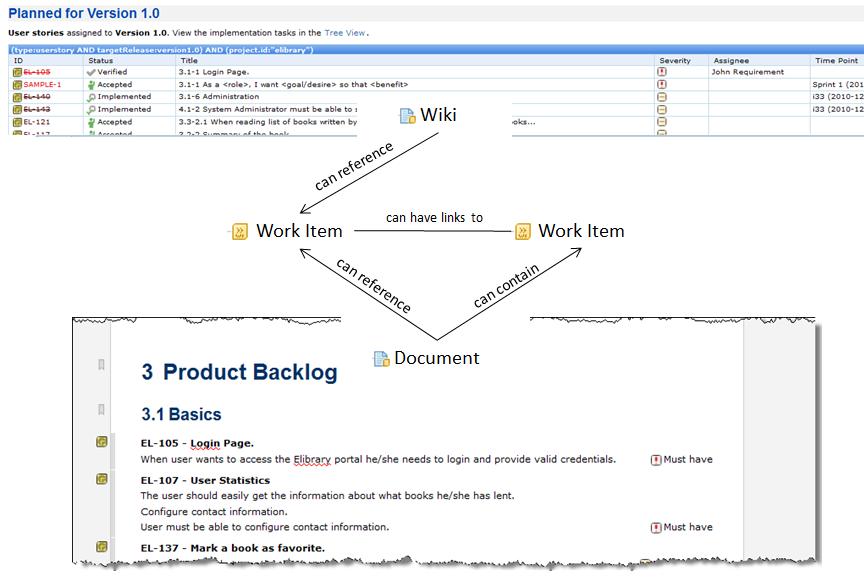 Planned for Version 1.0
User stories assigned to Version 1.0. View the implementation tasks in the Tree View.
(type:userstory AND targetRelease:version1.0) AND (project.id:"elibrary")
ID Status Title Severity Assignee Time Point
EL-105 Verified 3.1-1 Login Page. John Requirement
SAMPLE-1 Accepted 3.1-1 As a <role>, I want <goal/desire> so that <benefit> Sprint 1 (201
EL-140 Implemented 3.1-6 Administration i33 (2010-12
EL-143 Implemented 4.1-2 System Administrator must be able to i33 (2010-12
EL-121 Accepted 3.3-2.1 When reading list of books written by ooks...
EL-117 Accepted 3.2-2 Summary of the book
Wiki
can reference
Work Item can have links to Work Item
can reference can contain
Document
3 Product Backlog
3.1 Basics
EL-105 - Login Page.
When user wants to access the Elibrary portal he/she needs to login and provide valid credentials. Must have
EL-107 - User Statistics
The user should easily get the information about what books he/she has lent.
Configure contact information.
User must be able to configure contact information. Must have
EL-137 - Mark a book as favorite.